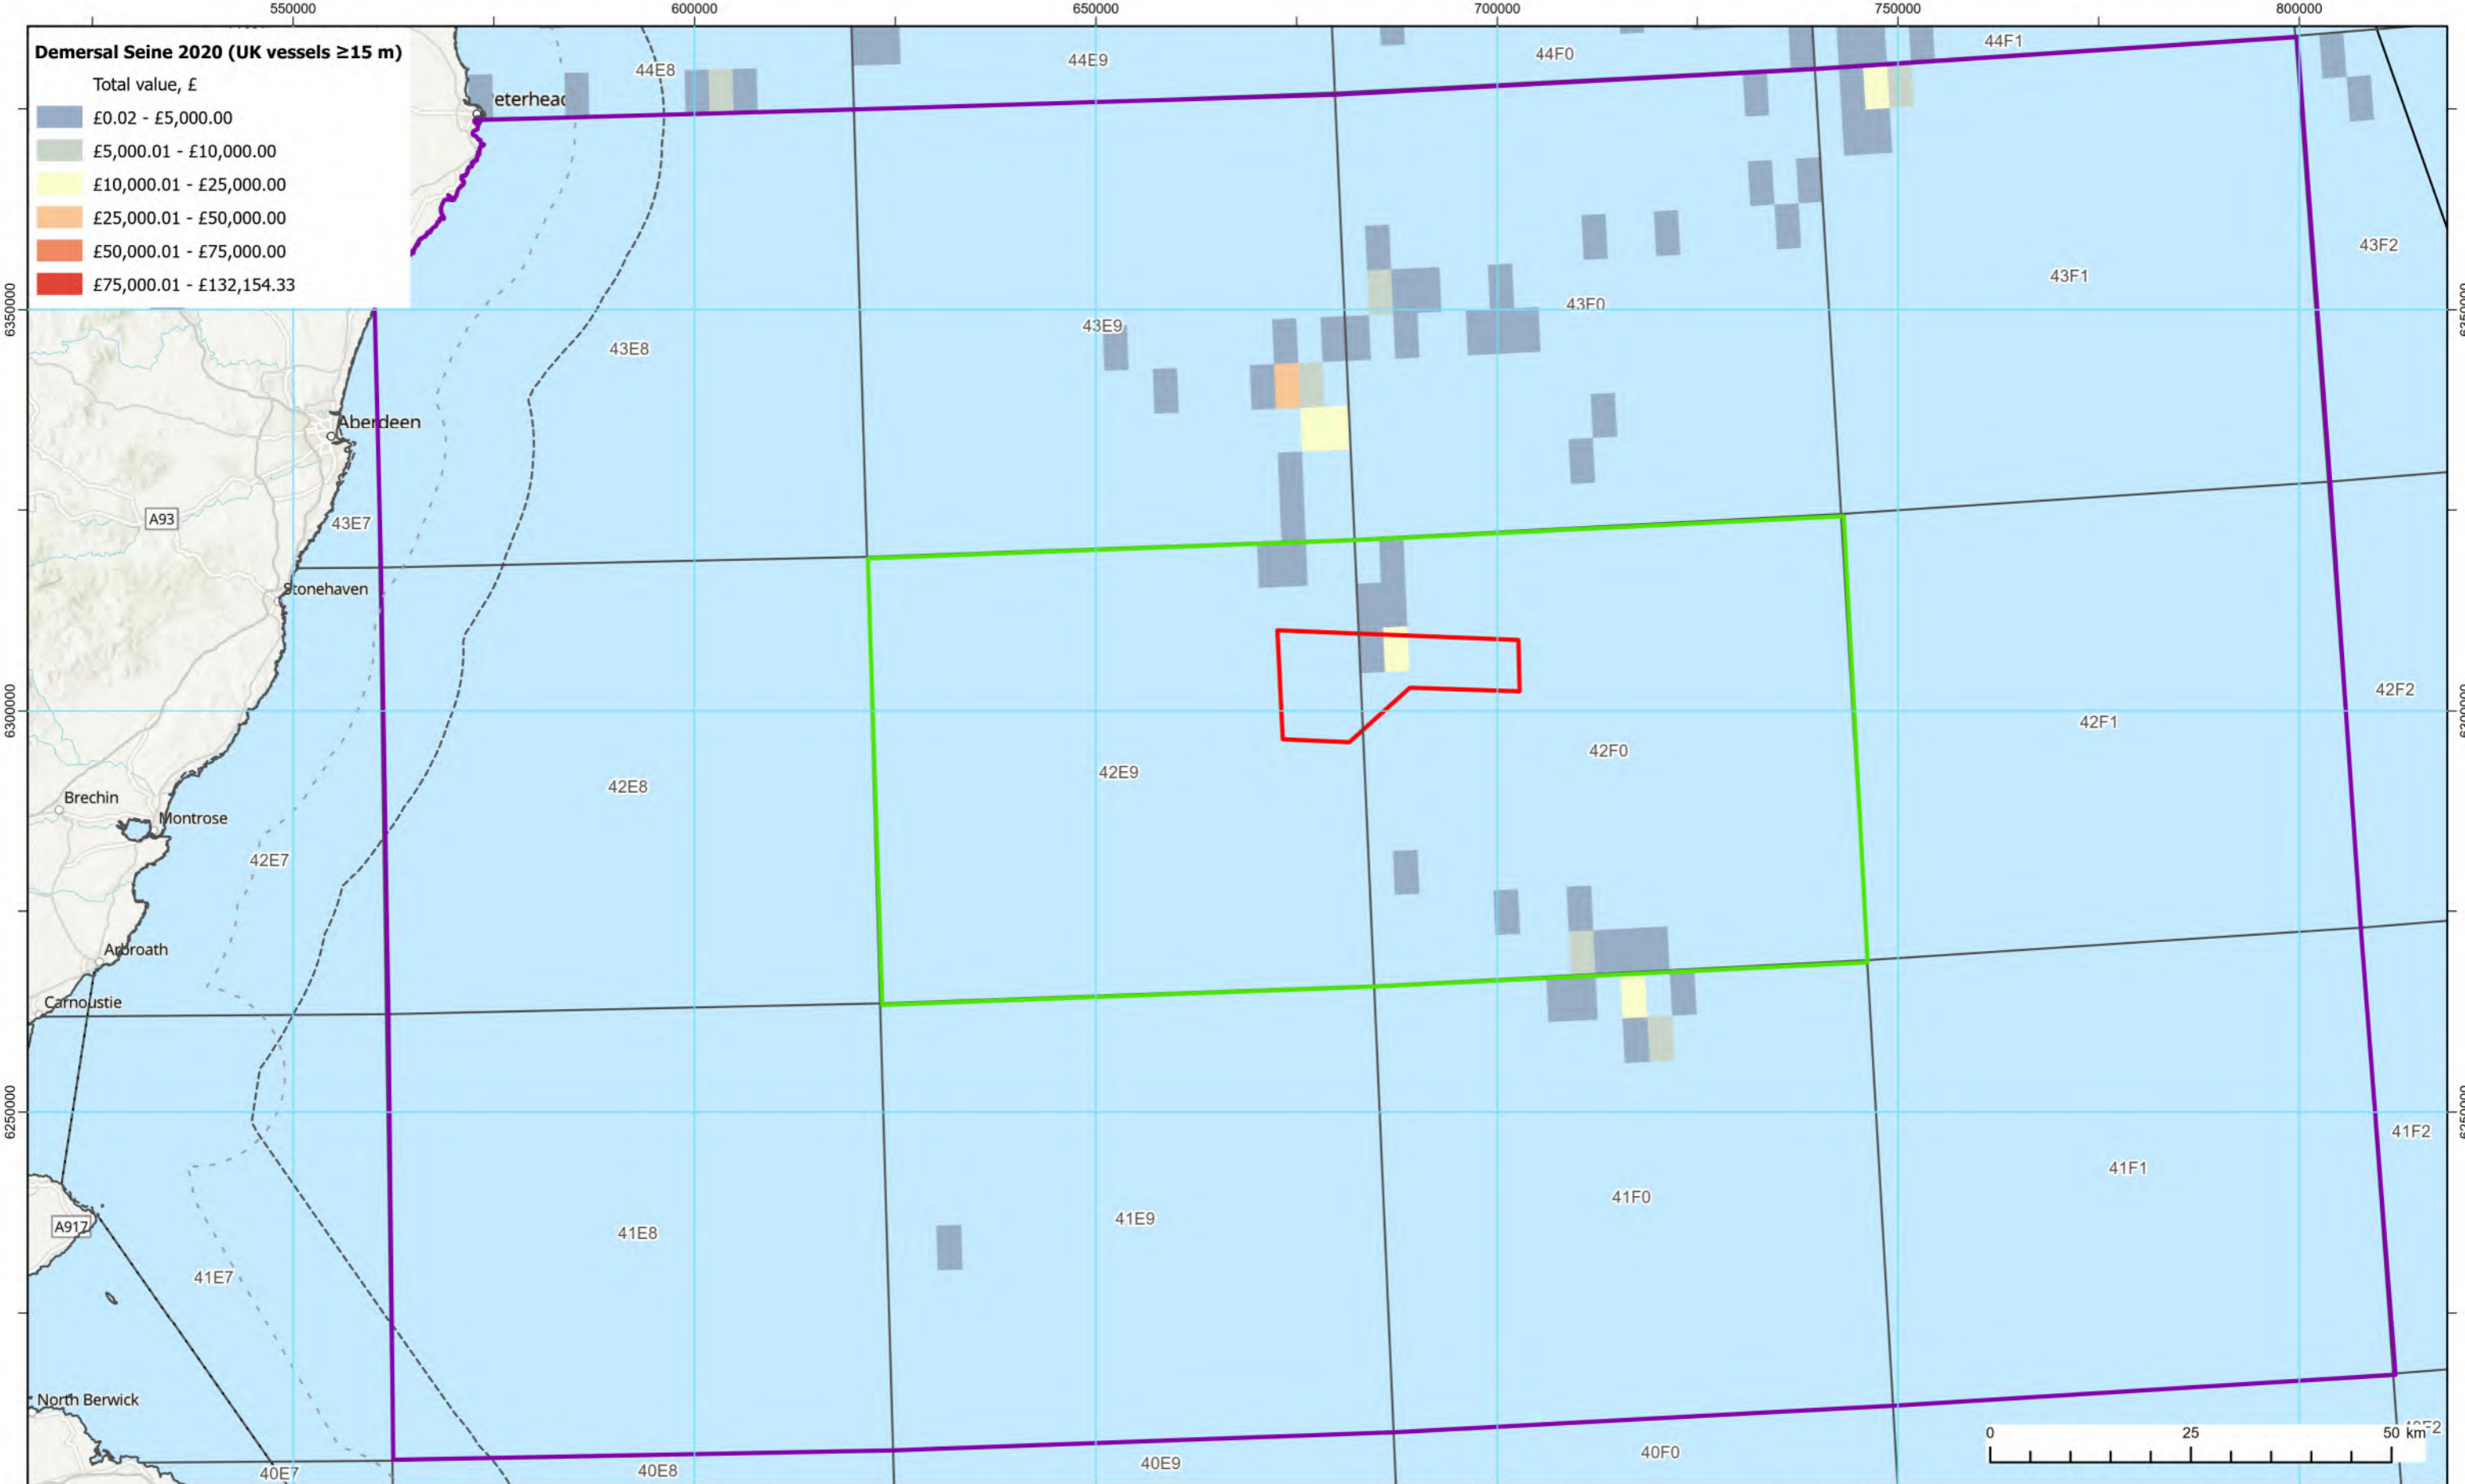 550000 600000 650000 700000 750000 800000
Demersal Seine 2020 (UK vessels ≥15 m)
Total value, £
£0.02 - £5,000.00
£5,000.01 - £10,000.00
£10,000.01 - £25,000.00
£25,000.01 - £50,000.00
£50,000.01 - £75,000.00
£75,000.01 - £132,154.33
44E8
44E9
44F0
44F1
eterhead
43F2
43F1
43F0
43E9
43E8
6350000
Aberdeen
A93
43E7
Stonehaven
42F2
42F1
42F0
42E9
42E8
6300000
Brechin
Montrose
42E7
Arbroath
Carnoustie
6250000
41F2
41F1
41F0
41E9
41E8
A917
41E7
North Berwick
0 25 50 km
40E7
40E8
40E9
40F0